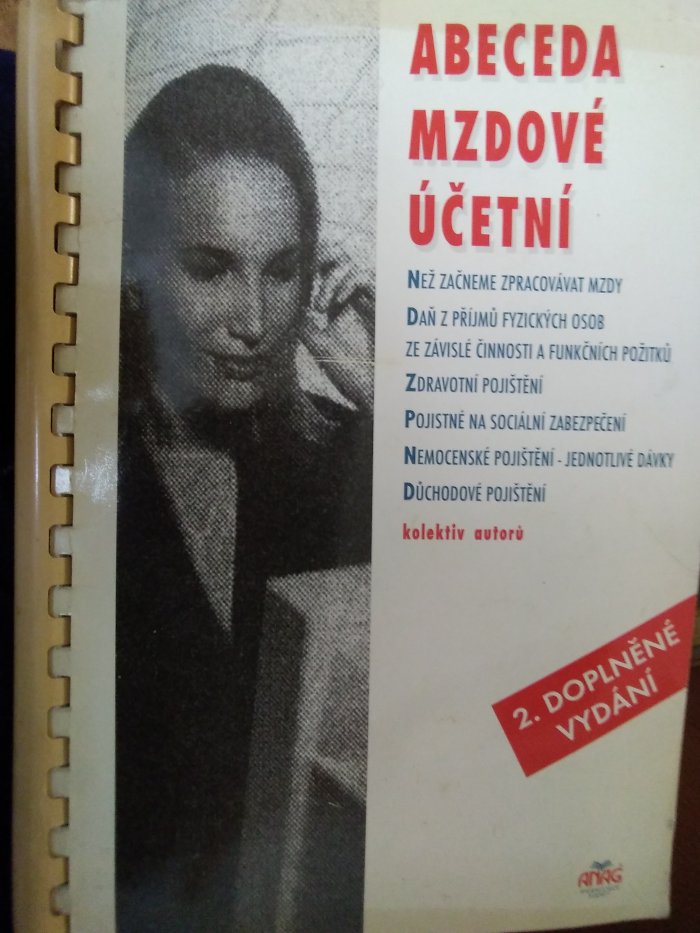 ABECEDA
MZDOVÉ
ÚČETNÍ
NEŽ ZAČNEME ZPRACOVÁVAT MZDY
DAŇ Z PŘÍJMŮ FYZICKÝCH OSOB
ZE ZÁVISLÉ ČINNOSTI A FUNKČNÍCH POŽITKŮ
ZDRAVOTNÍ POJIŠTĚNÍ
POJISTNÉ NA SOCIÁLNÍ ZABEZPEČENÍ
NEMOCENSKÉ POJIŠTĚNÍ - JEDNOTLIVÉ DÁVKY
DŮCHODOVÉ POJIŠTĚNÍ
kolektiv autorů
2. DOPLNĚNÉ
VYDÁNÍ
ANAG